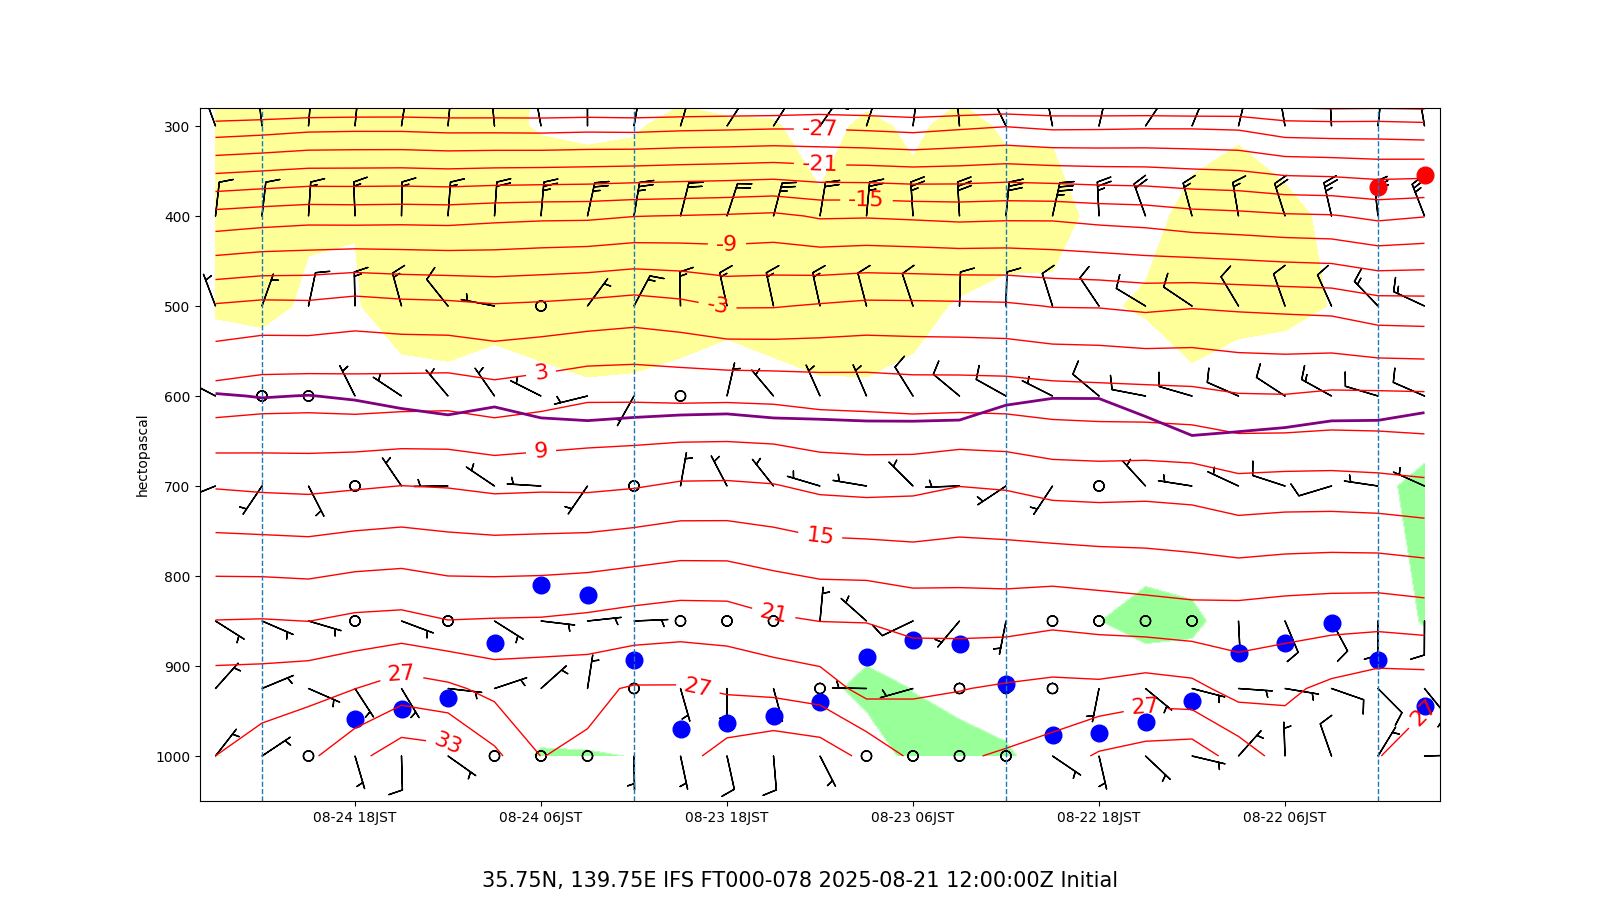 hectopascal
300
400
500
600
700
800
900
1000
-27
-21
-15
-9
-3
3
9
15
21
27
27
27
27
33
08-24 18JST
08-24 06JST
08-23 18JST
08-23 06JST
08-22 18JST
08-22 06JST
35.75N, 139.75E IFS FT000-078 2025-08-21 12:00:00Z Initial